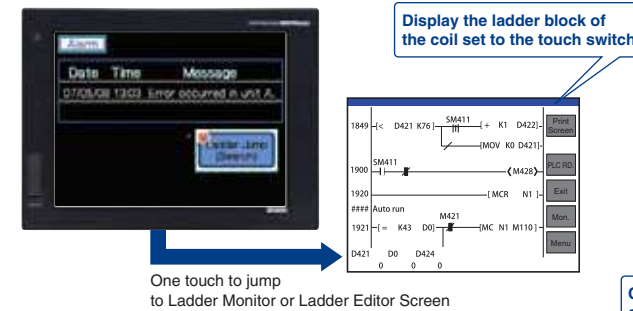 Display the ladder block of
the coil set to the touch switch
Alarm
Date Time Message
07/05/08 13:03 Error occurred in unit A.
Ladder Jump
(Search)
1849 [< D421 K76] SM411 [+ K1 D422]
[MOV K0 D421]
Print
Screen
1900 SM411 (M428)
PLC RD.
1920 [MCR N1]
Exit
#### Auto run
1921 [= K43 D0] M421 [MC N1 M110]
Mon.
D421 D0 D424
0 0 0
Menu
One touch to jump
to Ladder Monitor or Ladder Editor Screen